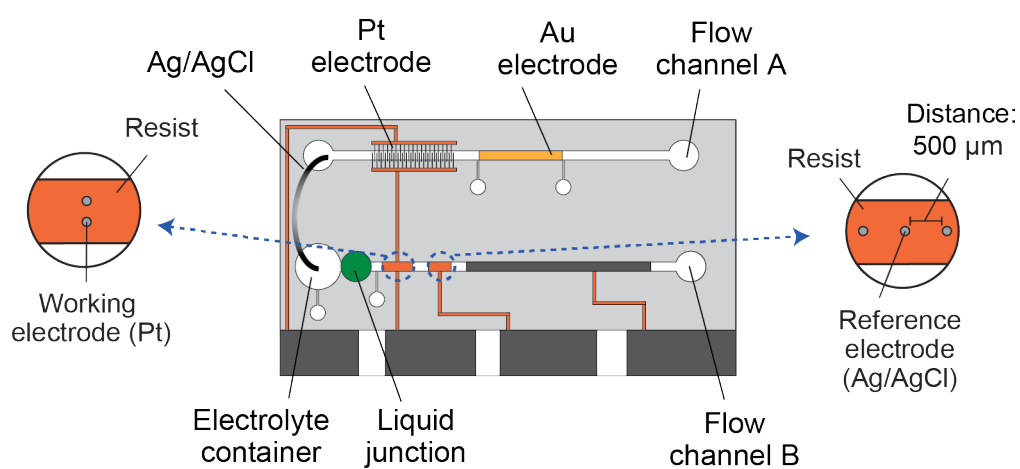 Ag/AgCl
Pt
electrode
Au
electrode
Flow
channel A
Distance:
500 µm
Resist
Resist
Working
electrode (Pt)
Reference
electrode
(Ag/AgCl)
Electrolyte
container
Liquid
junction
Flow
channel B